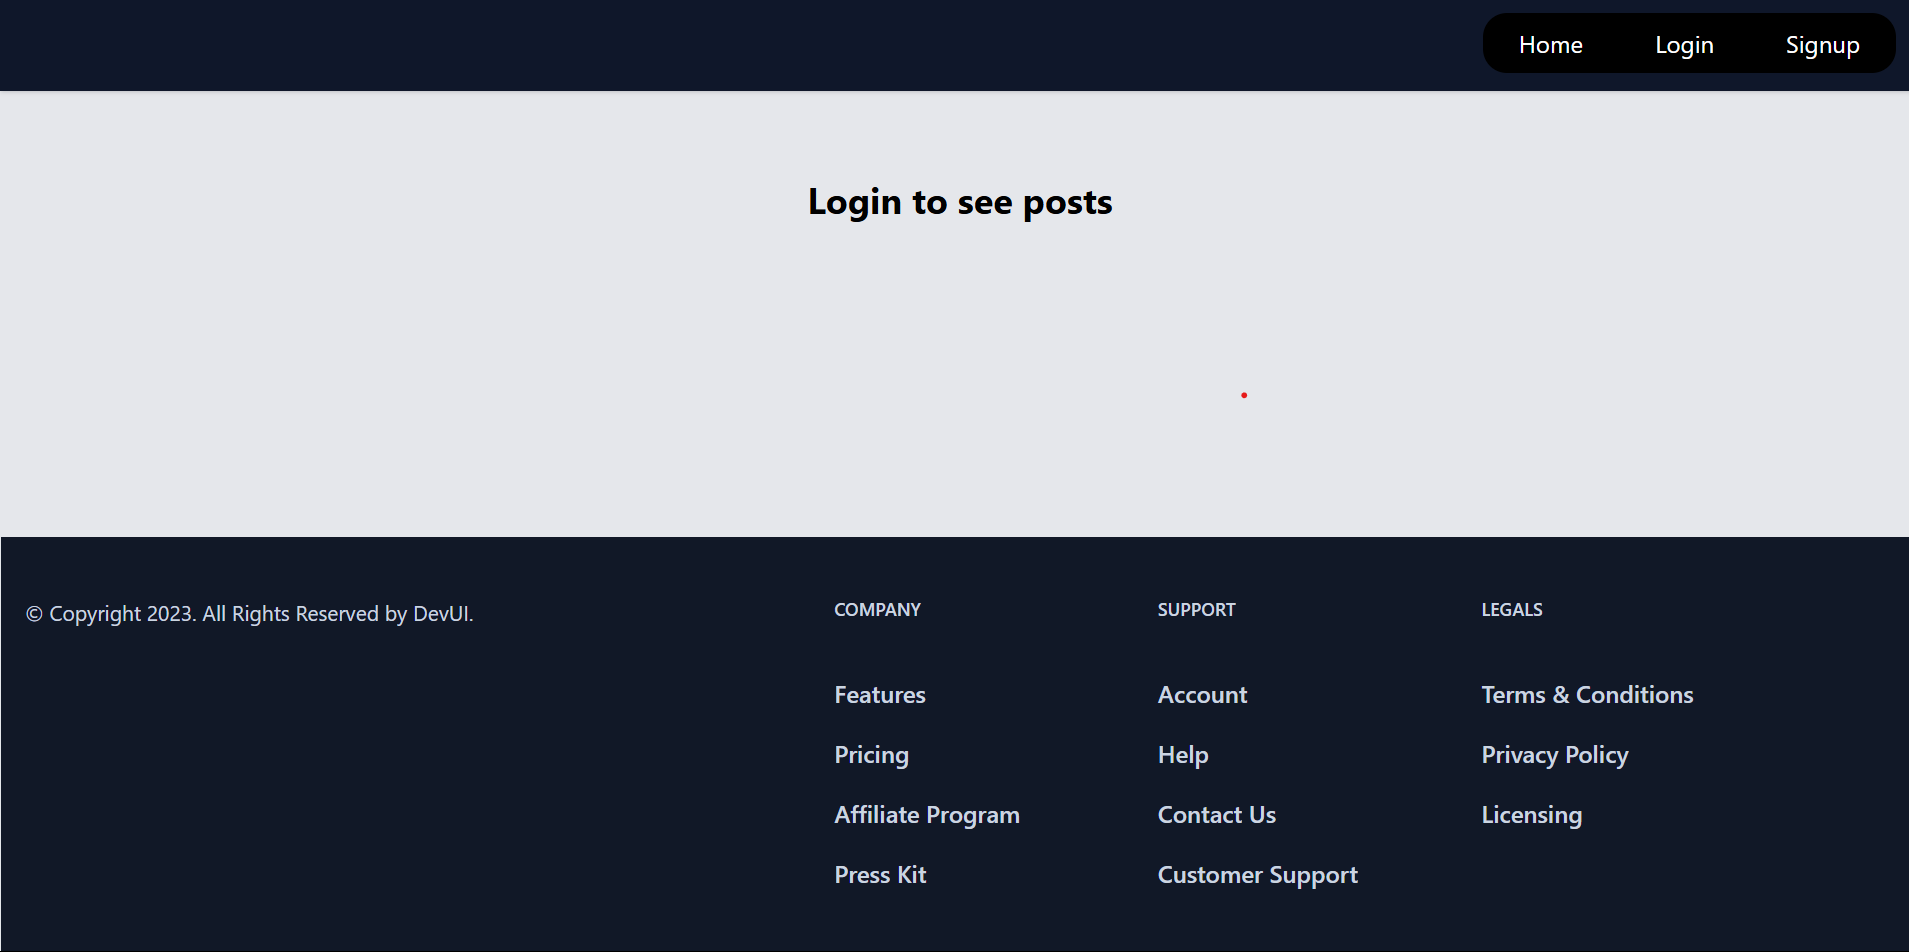 Home Login Signup
Login to see posts
© Copyright 2023. All Rights Reserved by DevUI.
COMPANY
Features
Pricing
Affiliate Program
Press Kit
SUPPORT
Account
Help
Contact Us
Customer Support
LEGALS
Terms & Conditions
Privacy Policy
Licensing